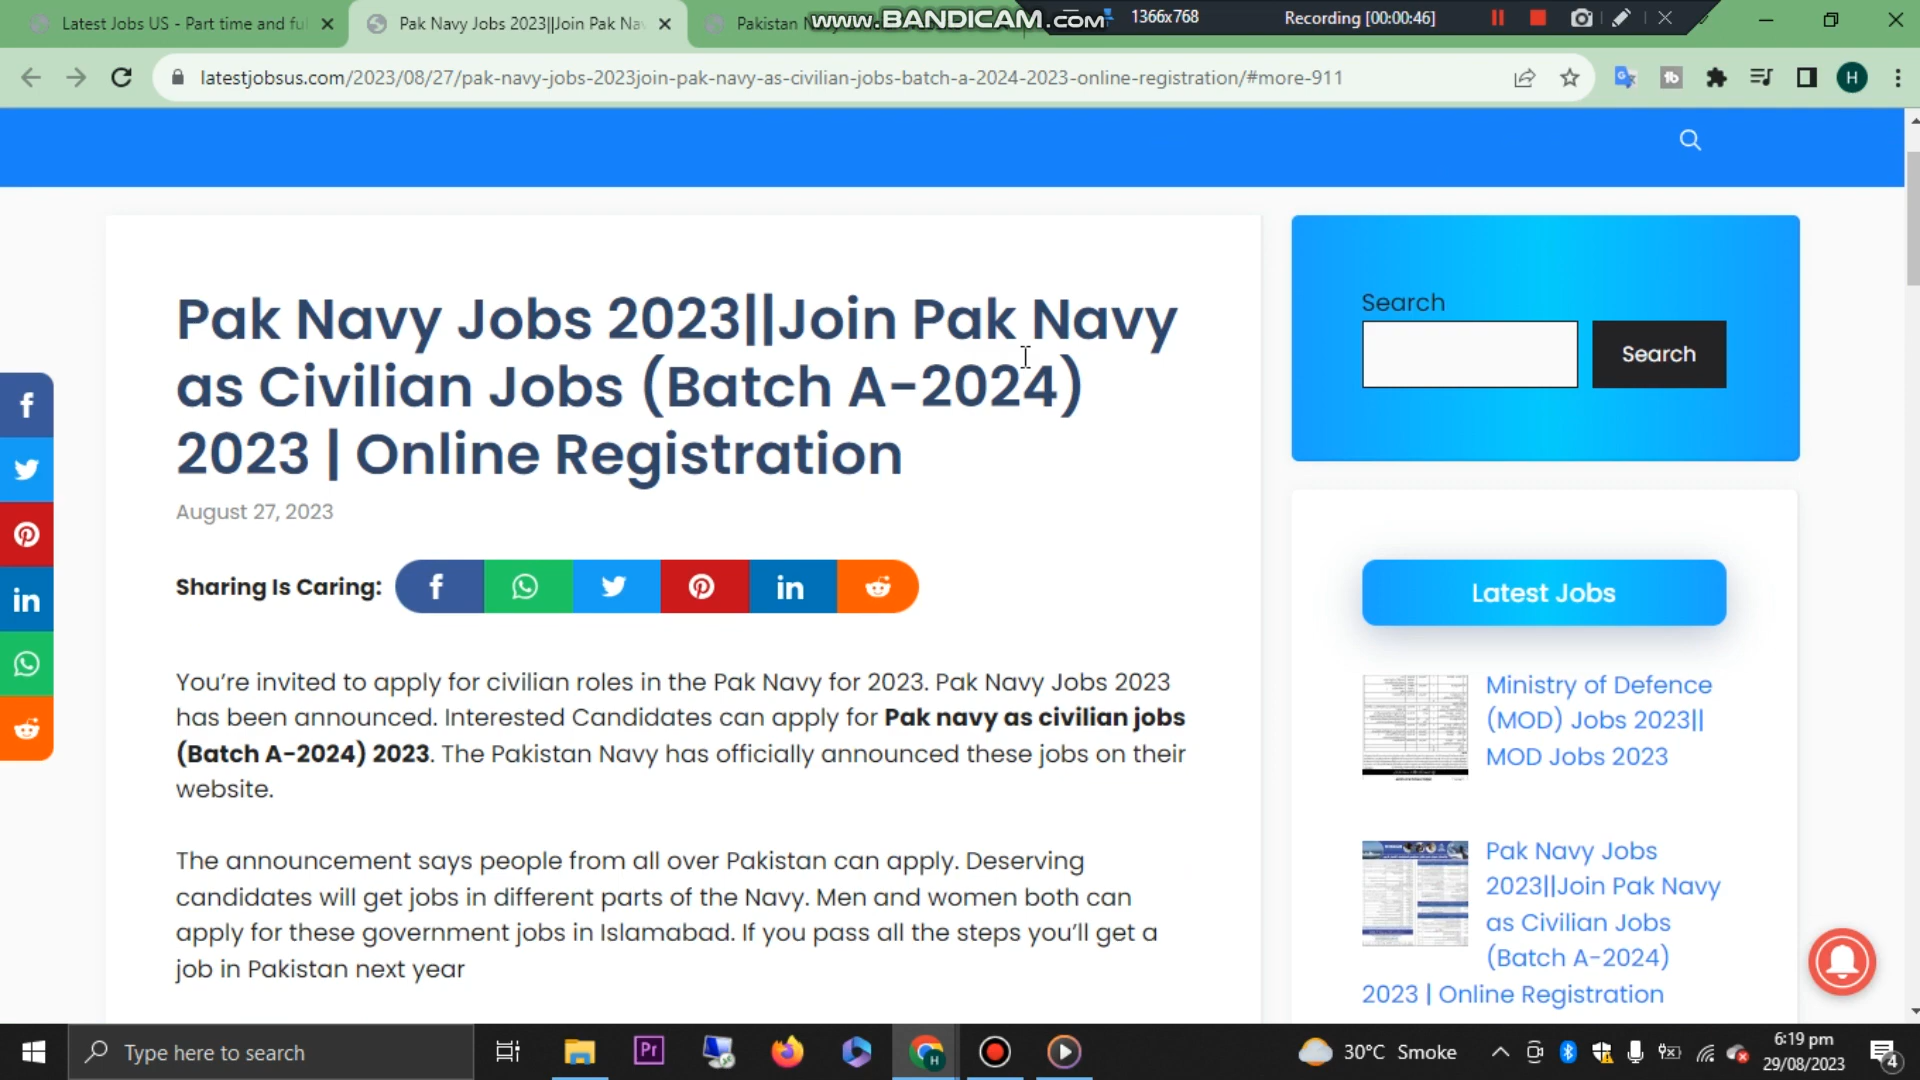 Latest Jobs US - Part time and ful
Pak Navy Jobs 2023||Join Pak Nav
Pakistan N
www.BANDICAM.com
1366x768
Recording [00:00:46]
latestjobsus.com/2023/08/27/pak-navy-jobs-2023join-pak-navy-as-civilian-jobs-batch-a-2024-2023-online-registration/#more-911
H
Pak Navy Jobs 2023||Join Pak Navy
as Civilian Jobs (Batch A-2024)
2023 | Online Registration
August 27, 2023
Sharing Is Caring:
You’re invited to apply for civilian roles in the Pak Navy for 2023. Pak Navy Jobs 2023
has been announced. Interested Candidates can apply for Pak navy as civilian jobs
(Batch A-2024) 2023. The Pakistan Navy has officially announced these jobs on their
website.
The announcement says people from all over Pakistan can apply. Deserving
candidates will get jobs in different parts of the Navy. Men and women both can
apply for these government jobs in Islamabad. If you pass all the steps you’ll get a
job in Pakistan next year
Search
Search
Latest Jobs
Ministry of Defence
(MOD) Jobs 2023||
MOD Jobs 2023
Pak Navy Jobs
2023||Join Pak Navy
as Civilian Jobs
(Batch A-2024)
2023 | Online Registration
Type here to search
Pr
H
30°C Smoke
6:19 pm
29/08/2023
4